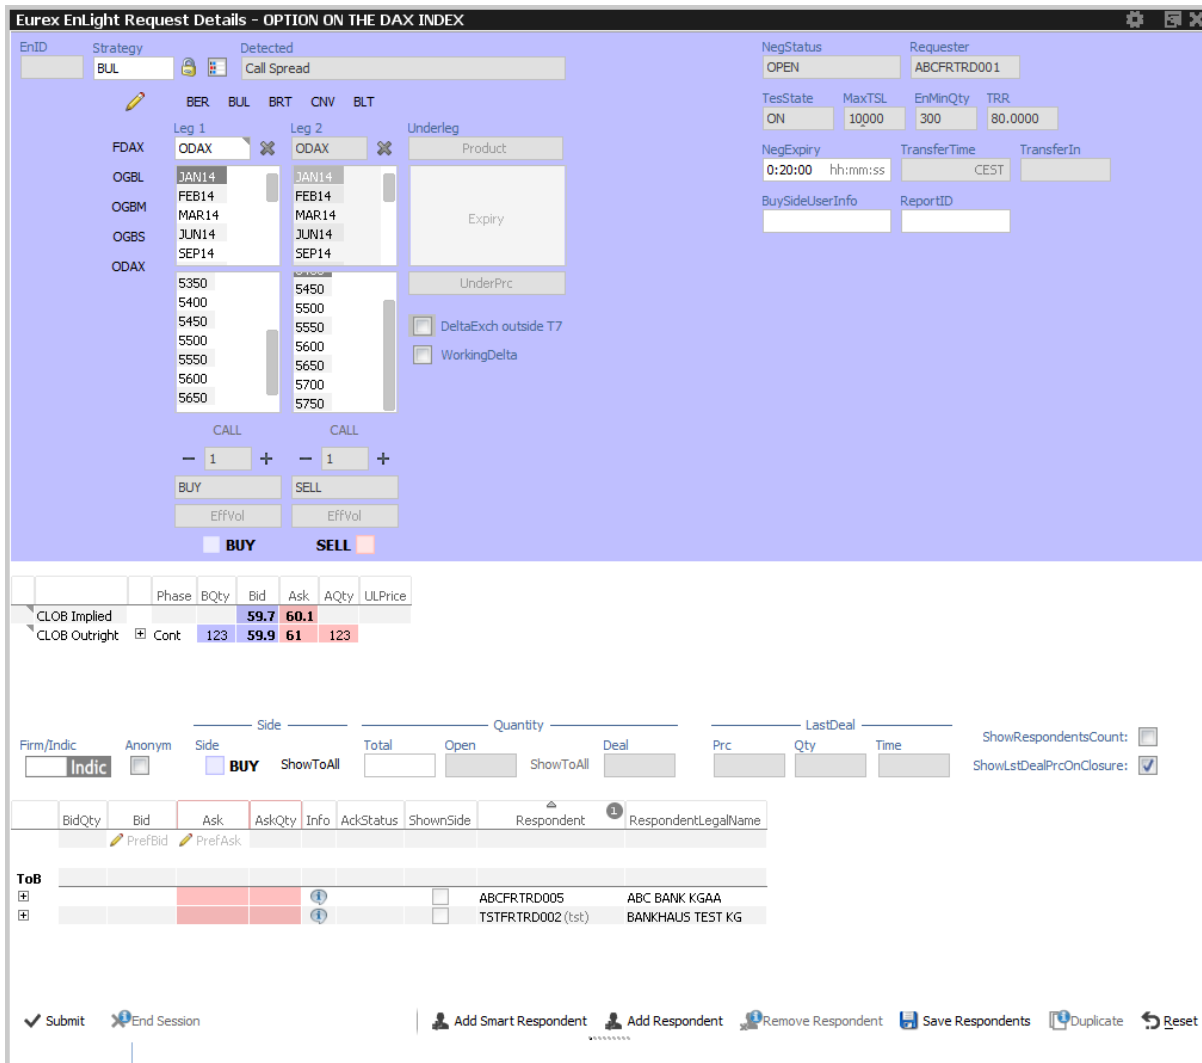 Eurex EnLight Request Details - OPTION ON THE DAX INDEX
EnID Strategy Detected NegStatus Requester
BUL Call Spread OPEN ABCFRTRD001
BER BUL BRT CNV BLT TesState MaxTSL EnMinQty TRR
ON 10000 300 80.0000
Leg 1 Leg 2 Underleg
FDAX ODAX ODAX Product NegExpiry TransferTime TransferIn
0:20:00 hh:mm:ss CEST
OGBL JAN14 JAN14
FEB14 FEB14 BuySideUserInfo ReportID
OGBM MAR14 MAR14 Expiry
OGBS JUN14 JUN14
SEP14 SEP14
ODAX
5350 5450 UnderPrc
5400 5500
5450 5550 DeltaExch outside T7
5500 5600
5550 5650 WorkingDelta
5600 5700
5650 5750
CALL CALL
1 1
BUY SELL
EffVol EffVol
BUY SELL
Phase BQty Bid Ask AQty ULPrice
CLOB Implied 59.7 60.1
CLOB Outright Cont 123 59.9 61 123
Side Quantity LastDeal
Firm/Indic Anonym Side Total Open Deal Prc Qty Time ShowRespondentsCount:
Indic BUY ShowToAll ShowToAll ShowLstDealPrcOnClosure:
BidQty Bid Ask AskQty Info AckStatus ShownSide Respondent 1 RespondentLegalName
PrefBid PrefAsk
ToB
ABCFRTRD005 ABC BANK KGAA
TSTFRTRD002 (tst) BANKHAUS TEST KG
Submit End Session Add Smart Respondent Add Respondent Remove Respondent Save Respondents Duplicate Reset